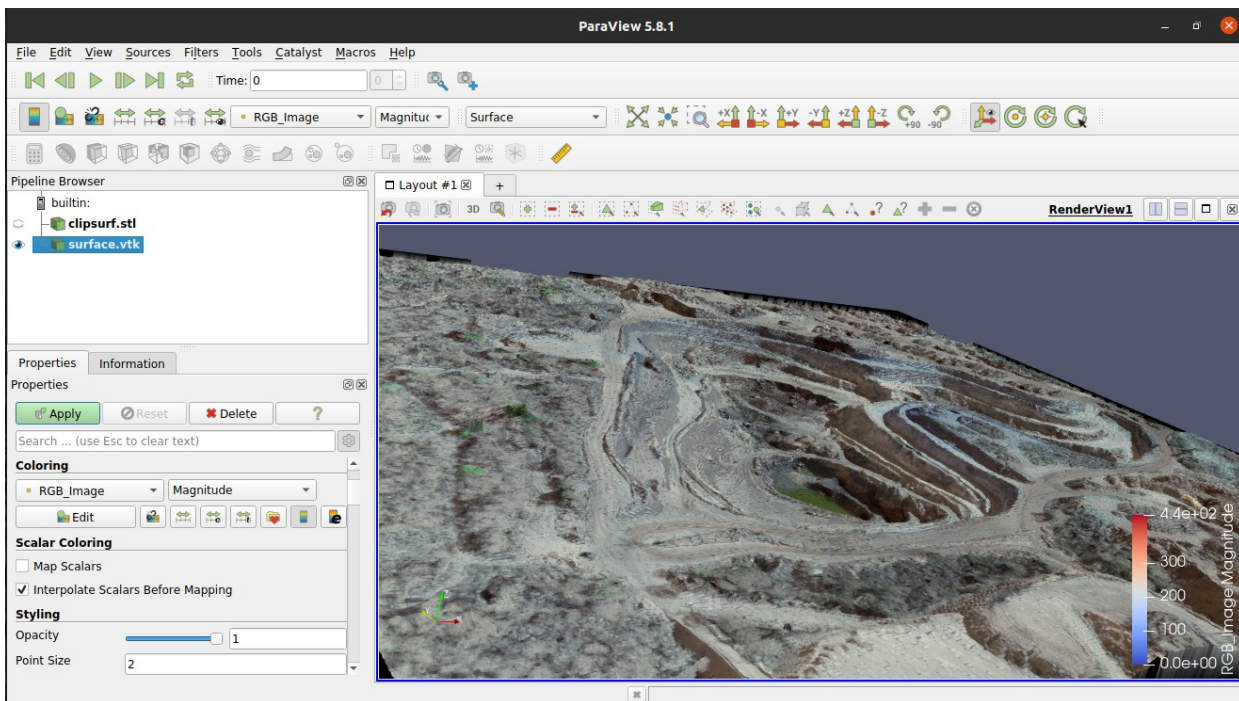 ParaView 5.8.1
File Edit View Sources Filters Tools Catalyst Macros Help
Time: 0 0
RGB_Image Magnituc Surface +X -X +Y -Y +Z -Z +90 -90
Pipeline Browser
Layout #1 +
builtin:
3D RenderView1
clipsurf.stl
surface.vtk
Properties Information
Properties
Apply Reset Delete ?
Search ... (use Esc to clear text)
Coloring
RGB_Image Magnitude
Edit e
Scalar Coloring
Map Scalars
Interpolate Scalars Before Mapping
Styling
Opacity 1
Point Size 2
4.4e+02
300
200
100
0.0e+00
RGB_Image Magnitude